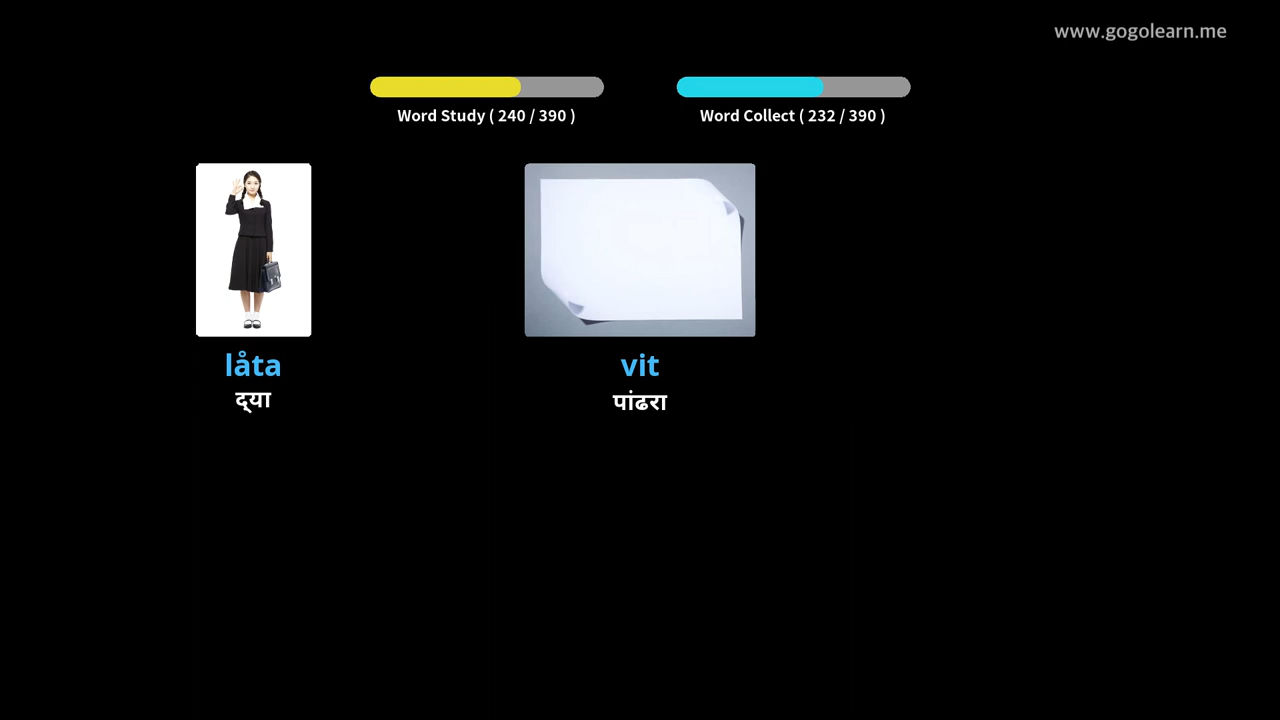 www.gogolearn.me
Word Study ( 240 / 390 )
Word Collect ( 232 / 390 )
låta
द्या
vit
पांढरा